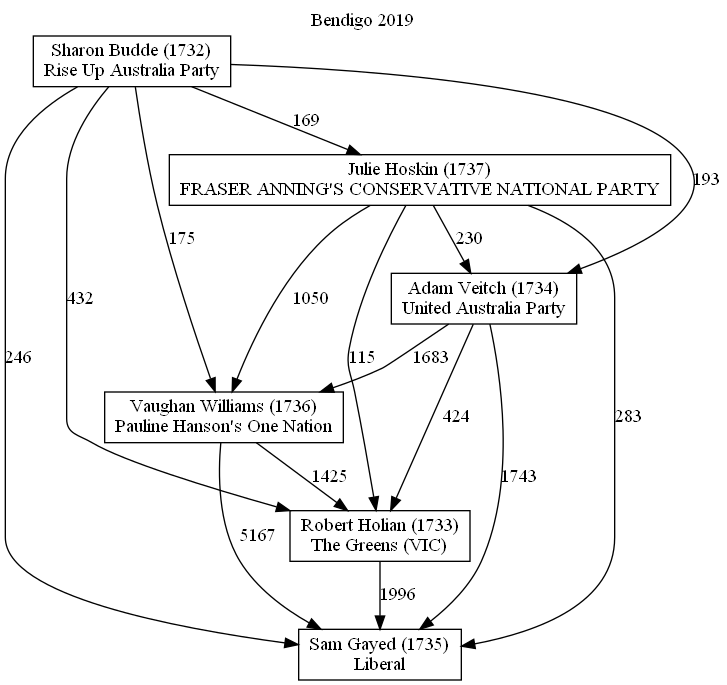 Bendigo 2019
Sharon Budde (1732)
Rise Up Australia Party
169
Julie Hoskin (1737)
FRASER ANNING'S CONSERVATIVE NATIONAL PARTY
193
175
230
432
1050
Adam Veitch (1734)
United Australia Party
246
115
1683
283
Vaughan Williams (1736)
Pauline Hanson's One Nation
424
1425
1743
5167
Robert Holian (1733)
The Greens (VIC)
1996
Sam Gayed (1735)
Liberal